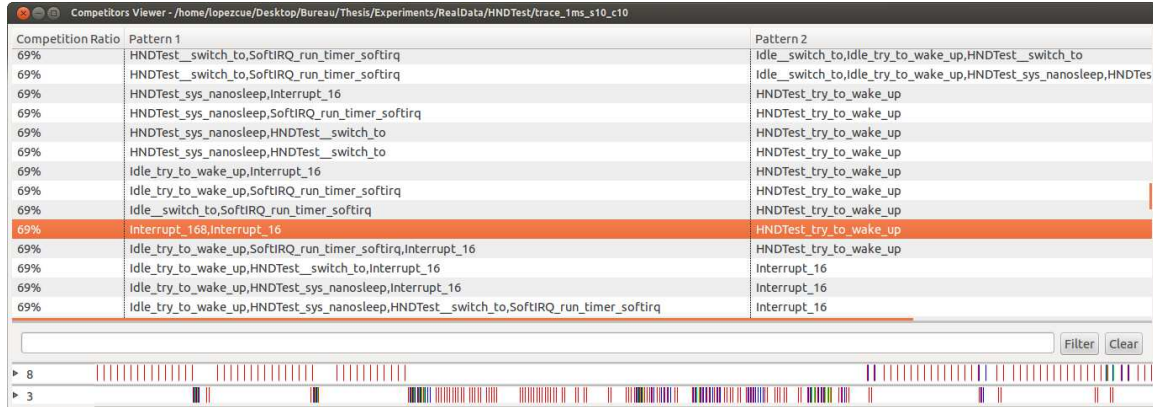 Competitors Viewer - /home/lopezcue/Desktop/Bureau/Thesis/Experiments/RealData/HNDTest/trace_1ms_s10_c10
Competition Ratio Pattern 1 Pattern 2
69% HNDTest__switch_to,SoftIRQ_run_timer_softirq Idle__switch_to,Idle_try_to_wake_up,HNDTest__switch_to
69% HNDTest__switch_to,SoftIRQ_run_timer_softirq Idle__switch_to,Idle_try_to_wake_up,HNDTest_sys_nanosleep,HNDTes
69% HNDTest_sys_nanosleep,Interrupt_16 HNDTest_try_to_wake_up
69% HNDTest_sys_nanosleep,SoftIRQ_run_timer_softirq HNDTest_try_to_wake_up
69% HNDTest_sys_nanosleep,HNDTest__switch_to HNDTest_try_to_wake_up
69% HNDTest_sys_nanosleep,HNDTest__switch_to HNDTest_try_to_wake_up
69% Idle_try_to_wake_up,Interrupt_16 HNDTest_try_to_wake_up
69% Idle_try_to_wake_up,SoftIRQ_run_timer_softirq HNDTest_try_to_wake_up
69% Idle__switch_to,SoftIRQ_run_timer_softirq HNDTest_try_to_wake_up
69% Interrupt_168,Interrupt_16 HNDTest_try_to_wake_up
69% Idle_try_to_wake_up,SoftIRQ_run_timer_softirq,Interrupt_16 HNDTest_try_to_wake_up
69% Idle_try_to_wake_up,HNDTest__switch_to,Interrupt_16 Interrupt_16
69% Idle_try_to_wake_up,HNDTest_sys_nanosleep,Interrupt_16 Interrupt_16
69% Idle_try_to_wake_up,HNDTest_sys_nanosleep,HNDTest__switch_to,SoftIRQ_run_timer_softirq Interrupt_16
Filter Clear
8
3